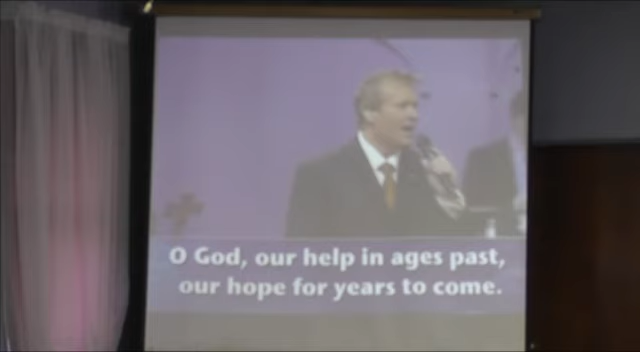 O God, our help in ages past,
our hope for years to come.